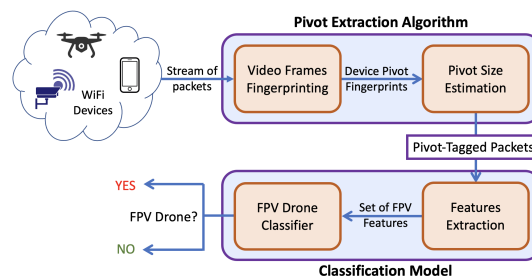 Pivot Extraction Algorithm
WiFi
Devices
Stream of
packets
Video Frames
Fingerprinting
Device Pivot
Fingerprints
Pivot Size
Estimation
Pivot-Tagged Packets
YES
FPV Drone?
NO
FPV Drone
Classifier
Set of FPV
Features
Features
Extraction
Classification Model